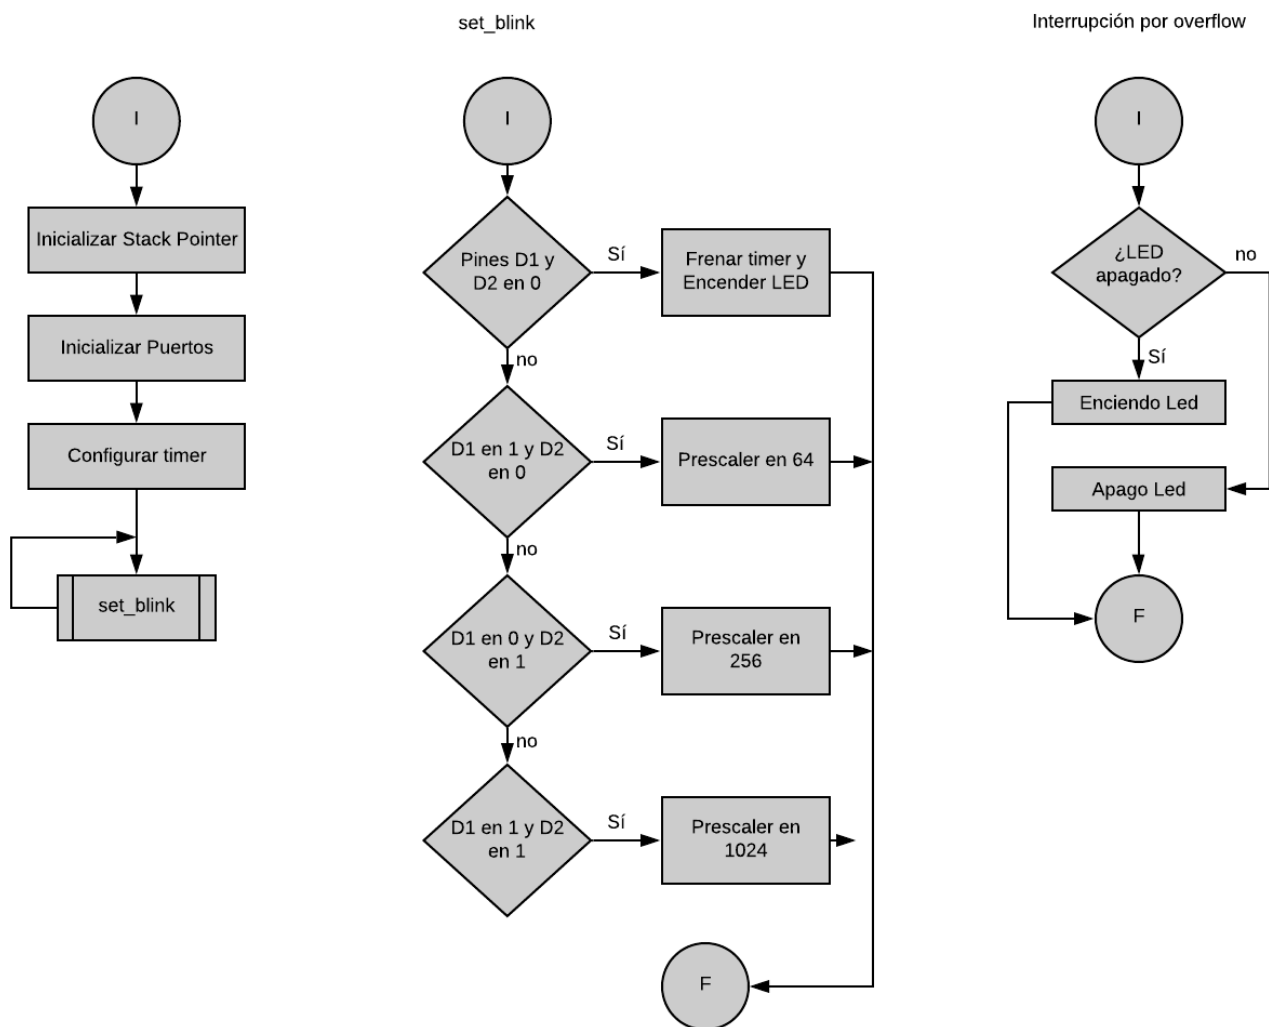 I
Inicializar Stack Pointer
Inicializar Puertos
Configurar timer
set_blink
set_blink
I
Pines D1 y
D2 en 0
Sí
Frenar timer y
Encender LED
no
D1 en 1 y D2
en 0
Sí
Prescaler en 64
no
D1 en 0 y D2
en 1
Sí
Prescaler en
256
no
D1 en 1 y D2
en 1
Sí
Prescaler en
1024
F
Interrupción por overflow
I
¿LED
apagado?
no
Sí
Enciendo Led
Apago Led
F